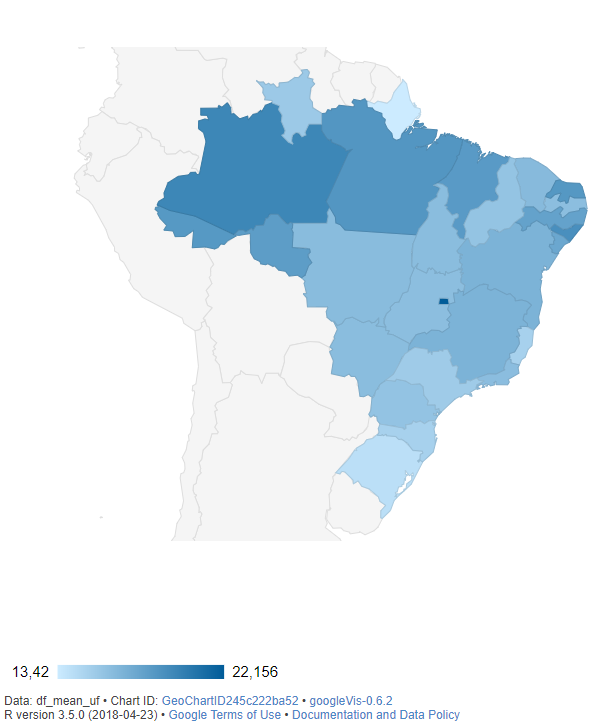 13,42 22,156
Data: df_mean_uf • Chart ID: GeoChartID245c222ba52 • googleVis-0.6.2
R version 3.5.0 (2018-04-23) • Google Terms of Use • Documentation and Data Policy